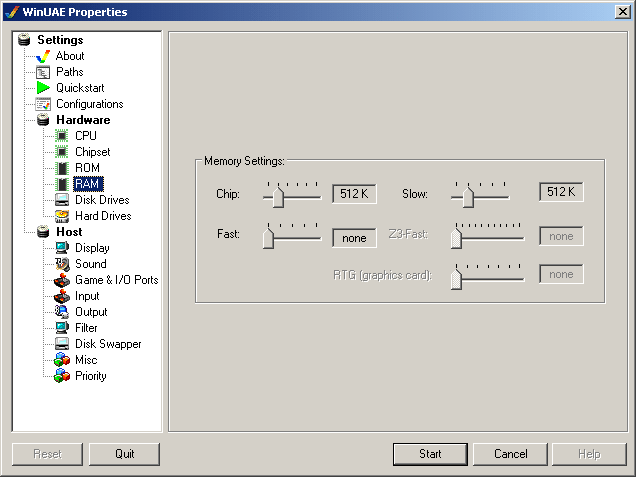 WinUAE Properties
Settings
About
Paths
Quickstart
Configurations
Hardware
CPU
Chipset
ROM
RAM
Disk Drives
Hard Drives
Host
Display
Sound
Game & I/O Ports
Input
Output
Filter
Disk Swapper
Misc
Priority
Memory Settings:
Chip: 512 K Slow: 512 K
Fast: none Z3-Fast: none
RTG (graphics card): none
Reset Quit Start Cancel Help